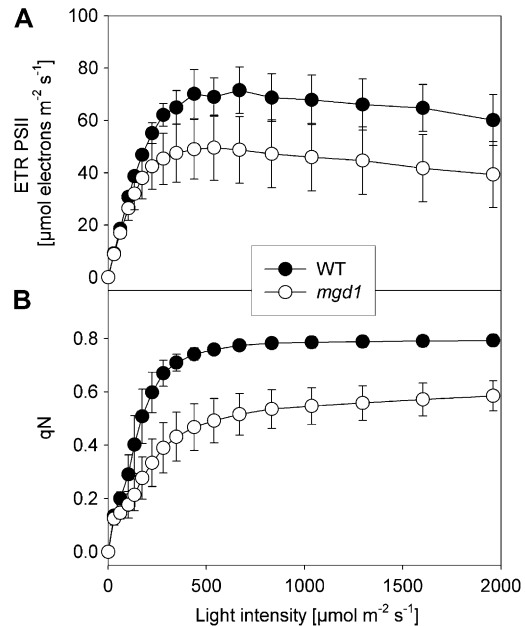 A
100
80
60
40
20
0
ETR PSII
[µmol electrons m⁻² s⁻¹]
WT
mgd1
B
0.8
0.6
0.4
0.2
0.0
qN
0 500 1000 1500 2000
Light intensity [µmol m⁻² s⁻¹]